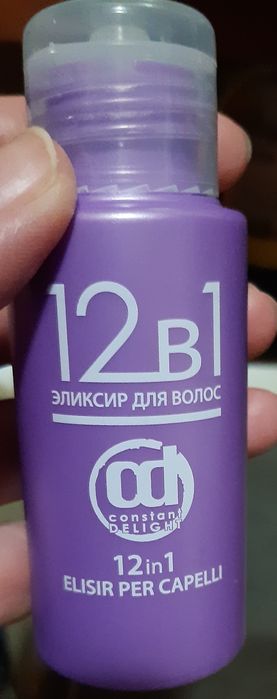 12в1
ЭЛИКСИР ДЛЯ ВОЛОС
cd
constant
DELIGHT
12in1
ELISIR PER CAPELLI